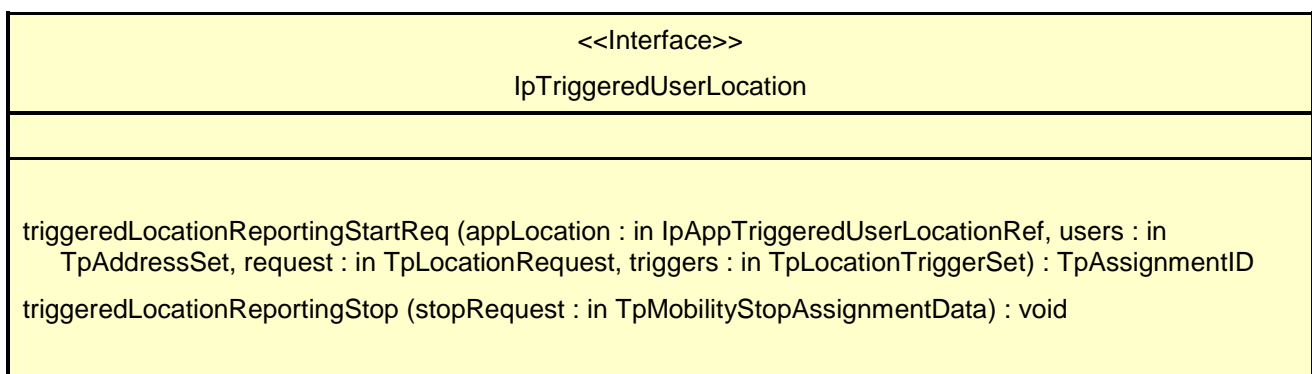 <<Interface>>
IpTriggeredUserLocation
triggeredLocationReportingStartReq (appLocation : in IpAppTriggeredUserLocationRef, users : in
TpAddressSet, request : in TpLocationRequest, triggers : in TpLocationTriggerSet) : TpAssignmentID
triggeredLocationReportingStop (stopRequest : in TpMobilityStopAssignmentData) : void